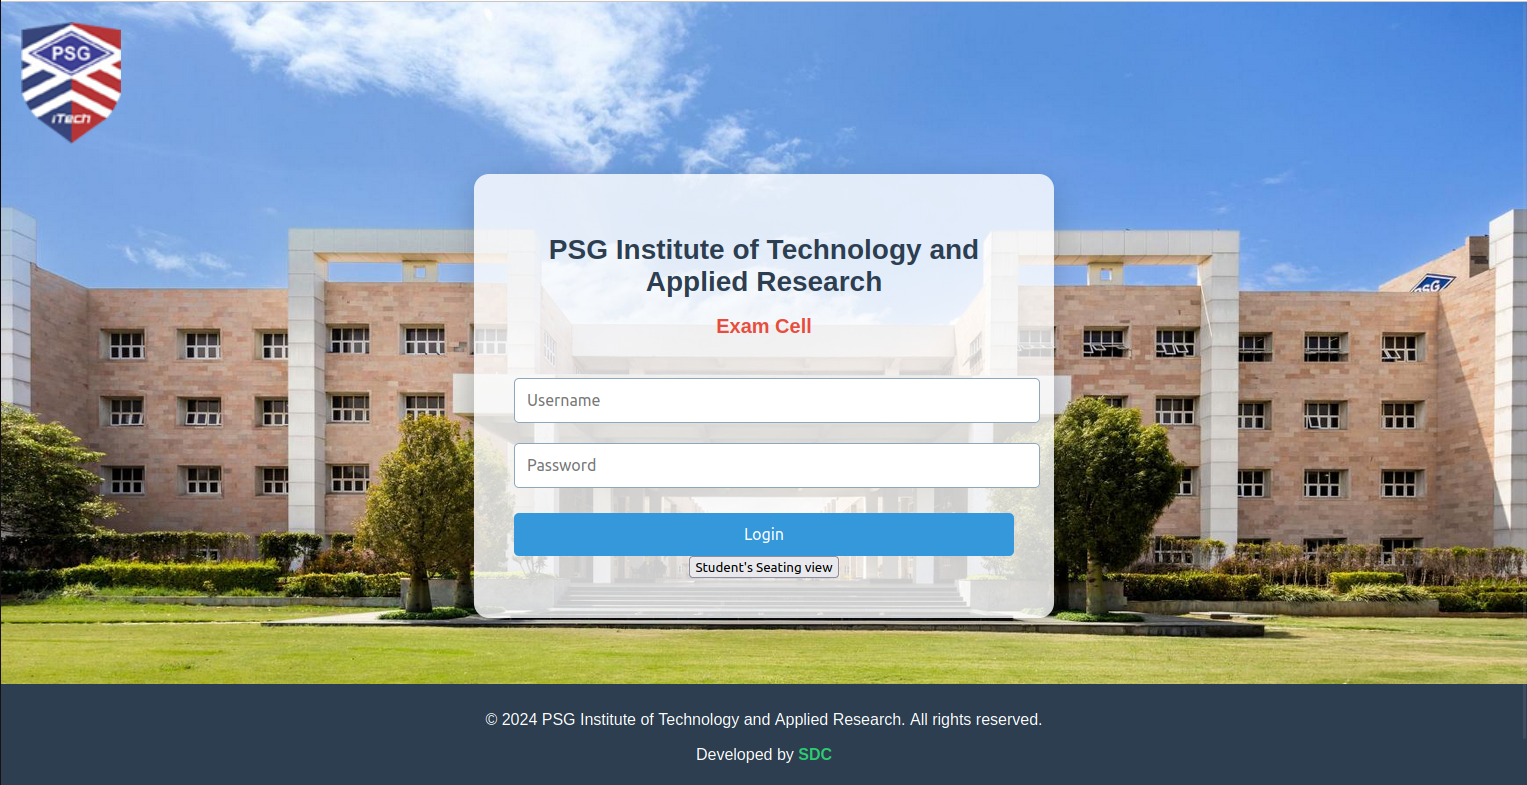 PSG
iTech
PSG Institute of Technology and
Applied Research
Exam Cell
PSG
Username
Password
Login
Student's Seating view
© 2024 PSG Institute of Technology and Applied Research. All rights reserved.
Developed by SDC